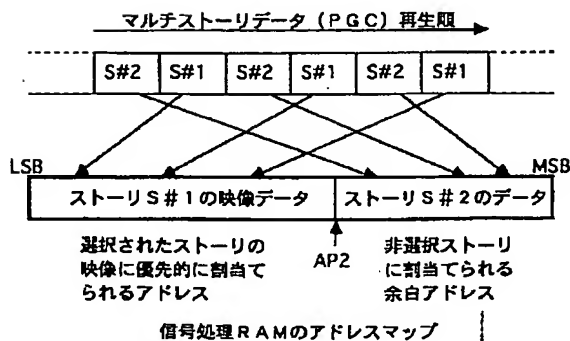 マルチストーリデータ（ＰＧＣ）再生順
S#2 S#1 S#2 S#1 S#2 S#1
LSB MSB
ストーリＳ＃１の映像データ ストーリＳ＃２のデータ
選択されたストーリの
映像に優先的に割当て
られるアドレス
AP2
非選択ストーリ
に割当てられる
余白アドレス
信号処理ＲＡＭのアドレスマップ